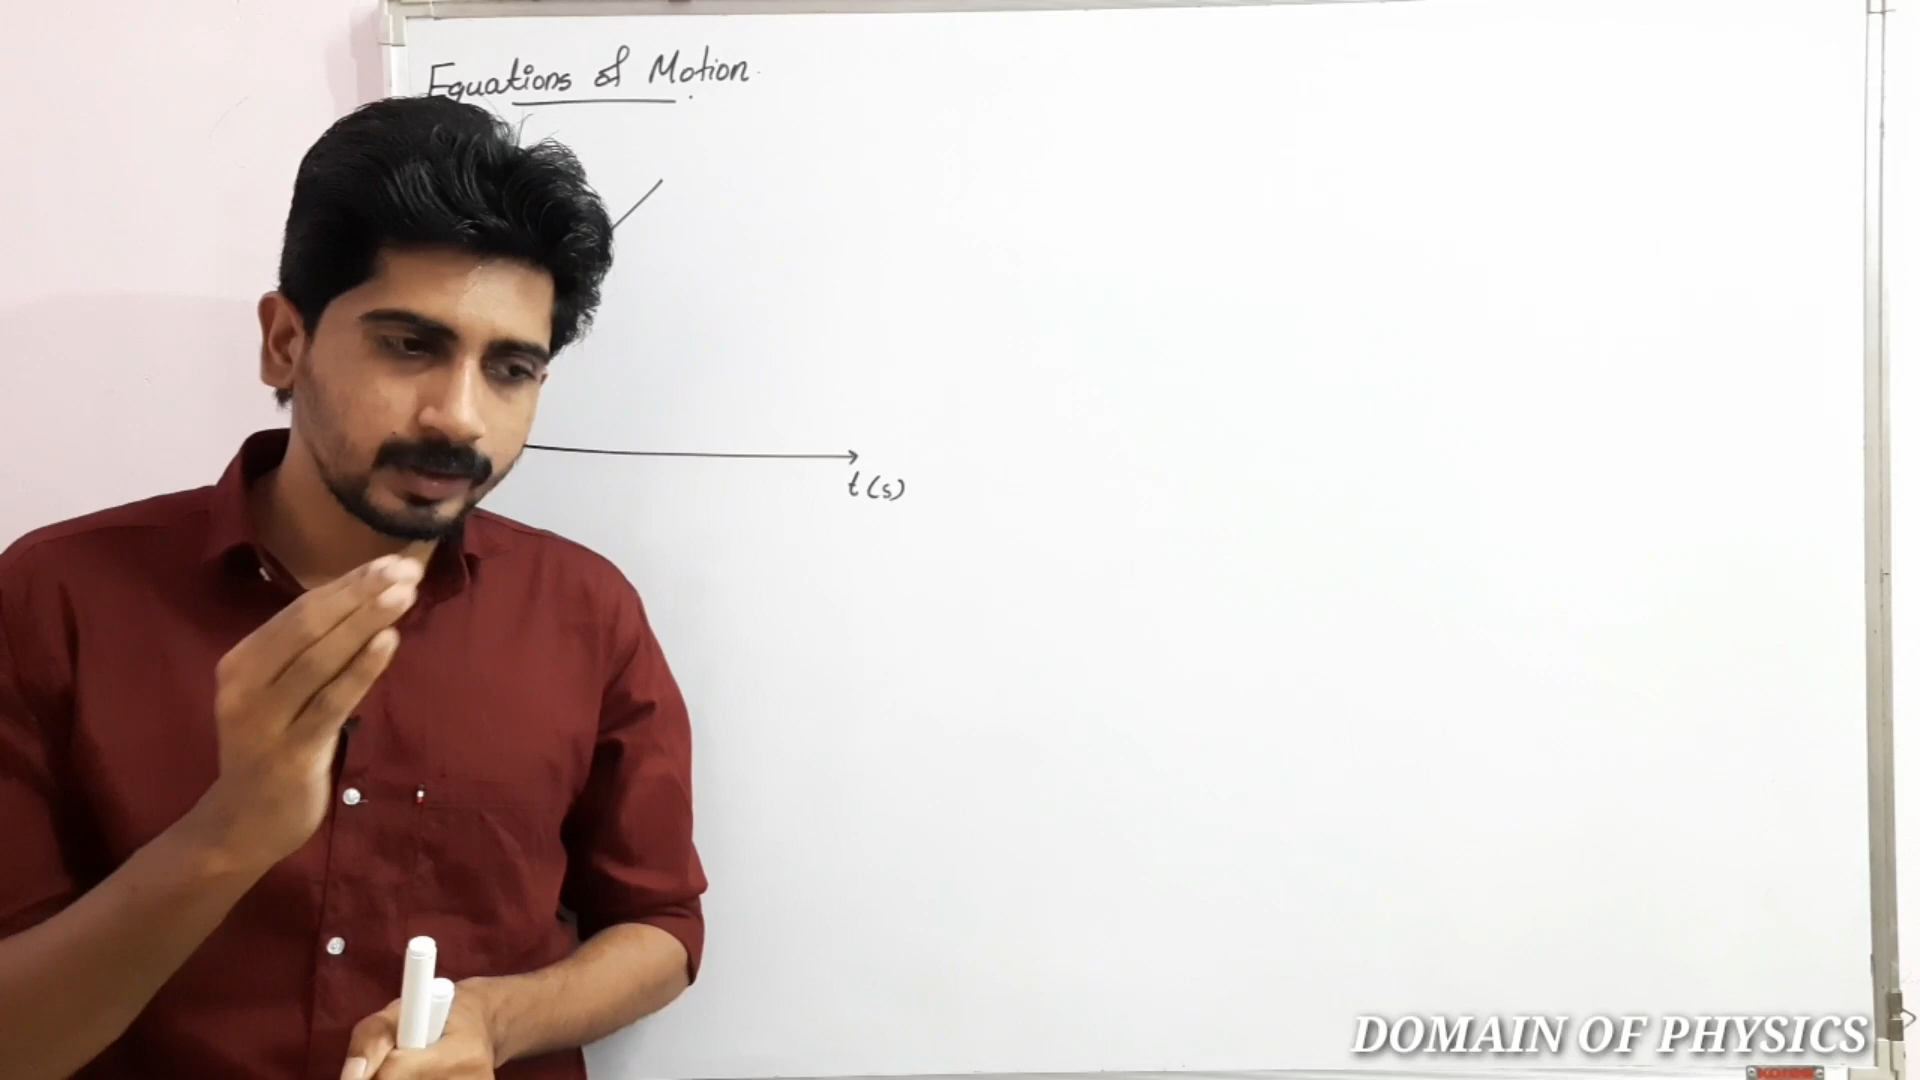 Equations of Motion.
t(s)
DOMAIN OF PHYSICS